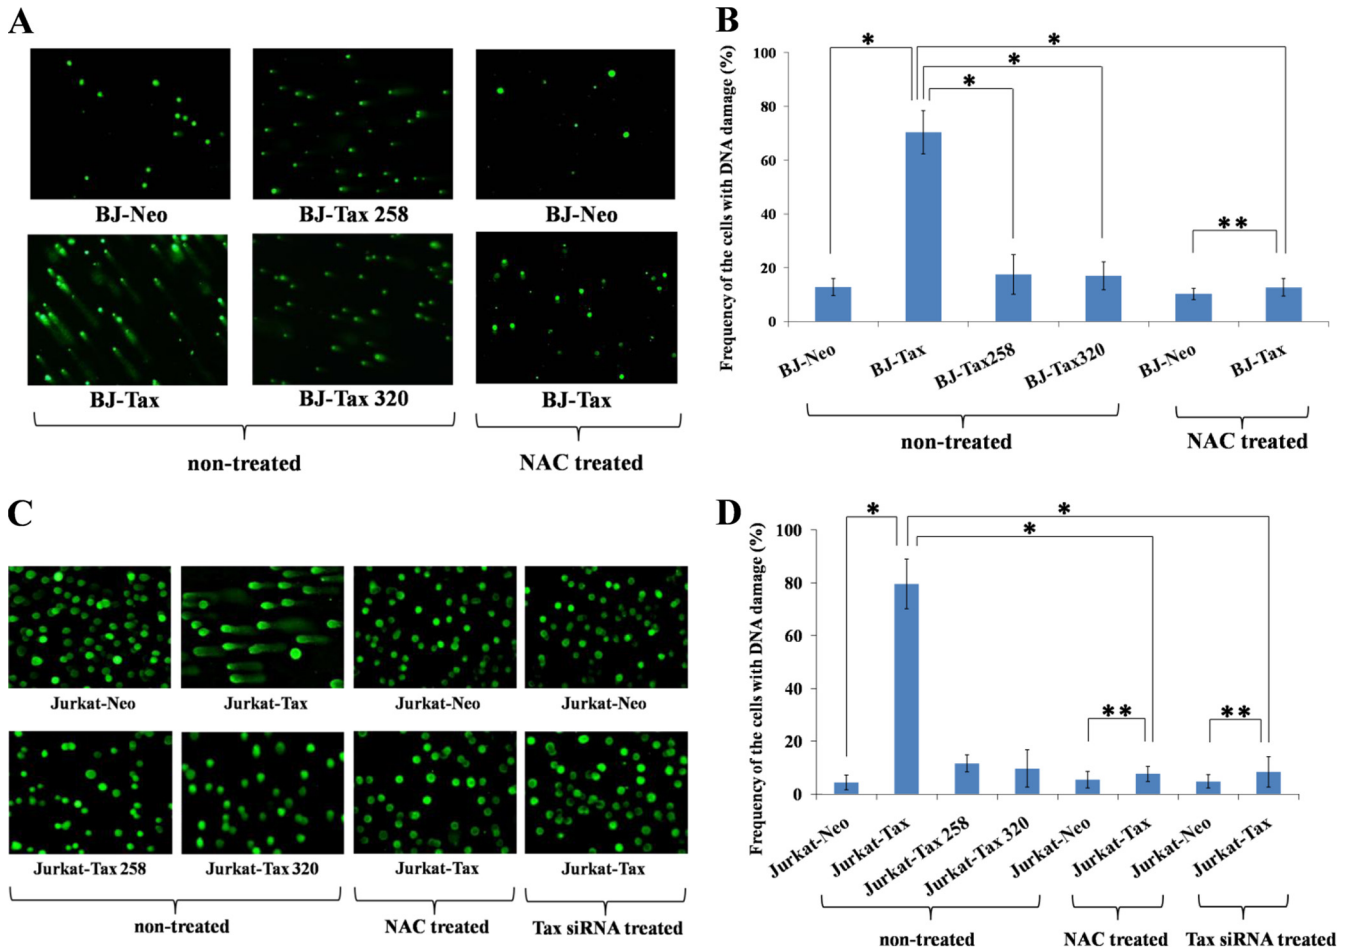 A
BJ-Neo
BJ-Tax 258
BJ-Neo
BJ-Tax
BJ-Tax 320
BJ-Tax
non-treated
NAC treated
B
Frequency of the cells with DNA damage (%)
100
80
60
40
20
0
*
*
*
*
**
BJ-Neo
BJ-Tax
BJ-Tax258
BJ-Tax320
BJ-Neo
BJ-Tax
non-treated
NAC treated
C
Jurkat-Neo
Jurkat-Tax
Jurkat-Neo
Jurkat-Neo
Jurkat-Tax 258
Jurkat-Tax 320
Jurkat-Tax
Jurkat-Tax
non-treated
NAC treated
Tax siRNA treated
D
Frequency of the cells with DNA damage (%)
100
80
60
40
20
0
*
*
*
**
**
Jurkat-Neo
Jurkat-Tax
Jurkat-Tax 258
Jurkat-Tax 320
Jurkat-Neo
Jurkat-Tax
Jurkat-Neo
Jurkat-Tax
non-treated
NAC treated
Tax siRNA treated